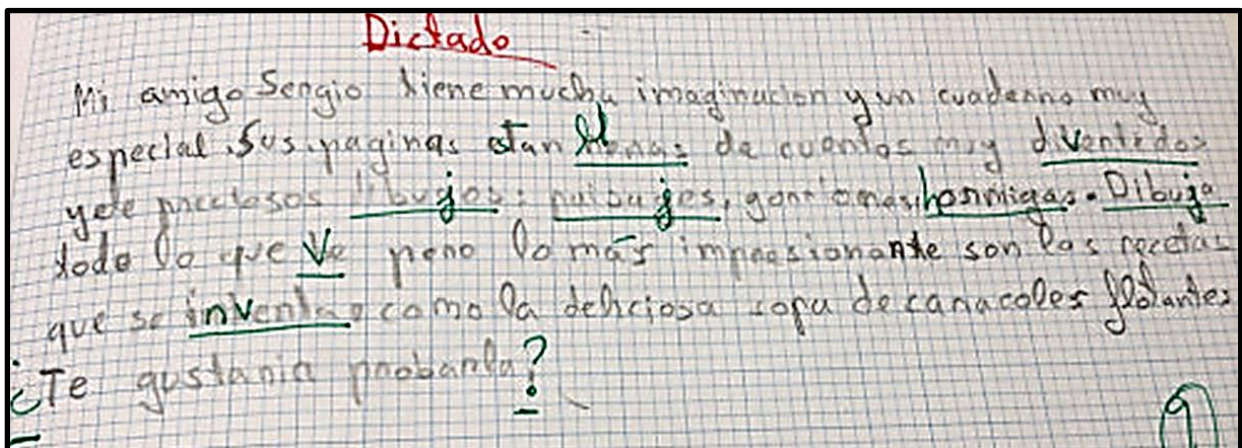 Dictado
Mi amigo Sergio tiene mucha imaginacion y un cuaderno muy
especial. Sus paginas estan llenas de cuentos muy divertidos
y de preciosos dibujos: paisajes, gorriones, hormigas. Dibuja
todo lo que ve pero lo más impresionante son las recetas
que se inventa, como la deliciosa sopa de caracoles flotantes
¿Te gustaria probarla?
9